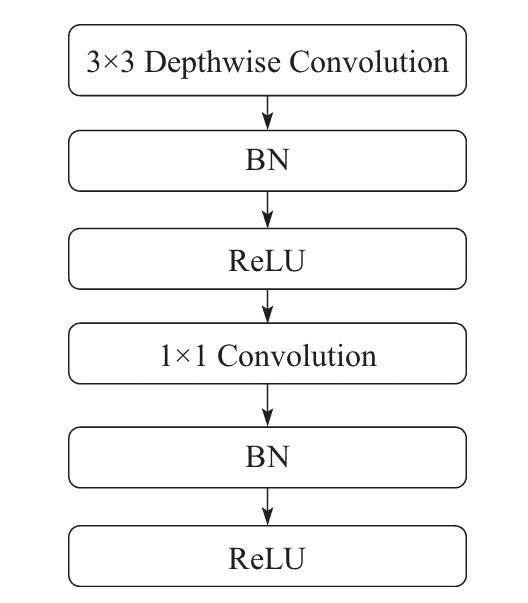 3×3 Depthwise Convolution
BN
ReLU
1×1 Convolution
BN
ReLU